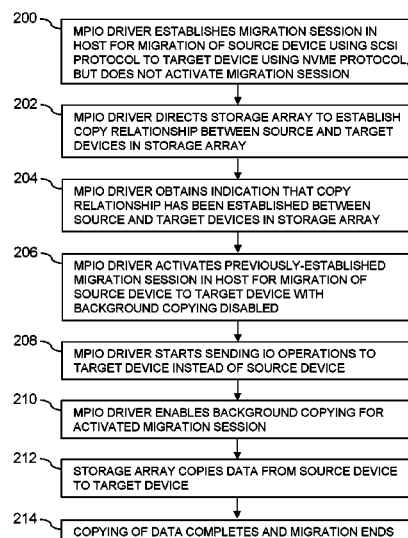 200
MPIO DRIVER ESTABLISHES MIGRATION SESSION IN
HOST FOR MIGRATION OF SOURCE DEVICE USING SCSI
PROTOCOL TO TARGET DEVICE USING NVME PROTOCOL,
BUT DOES NOT ACTIVATE MIGRATION SESSION
202
MPIO DRIVER DIRECTS STORAGE ARRAY TO ESTABLISH
COPY RELATIONSHIP BETWEEN SOURCE AND TARGET
DEVICES IN STORAGE ARRAY
204
MPIO DRIVER OBTAINS INDICATION THAT COPY
RELATIONSHIP HAS BEEN ESTABLISHED BETWEEN
SOURCE AND TARGET DEVICES IN STORAGE ARRAY
206
MPIO DRIVER ACTIVATES PREVIOUSLY-ESTABLISHED
MIGRATION SESSION IN HOST FOR MIGRATION OF
SOURCE DEVICE TO TARGET DEVICE WITH
BACKGROUND COPYING DISABLED
208
MPIO DRIVER STARTS SENDING IO OPERATIONS TO
TARGET DEVICE INSTEAD OF SOURCE DEVICE
210
MPIO DRIVER ENABLES BACKGROUND COPYING FOR
ACTIVATED MIGRATION SESSION
212
STORAGE ARRAY COPIES DATA FROM SOURCE DEVICE
TO TARGET DEVICE
214
COPYING OF DATA COMPLETES AND MIGRATION ENDS